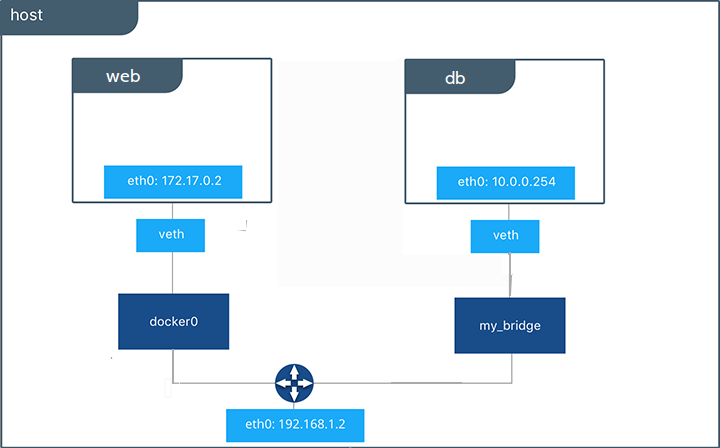 host
web
db
eth0: 172.17.0.2
eth0: 10.0.0.254
veth
veth
docker0
my_bridge
eth0: 192.168.1.2